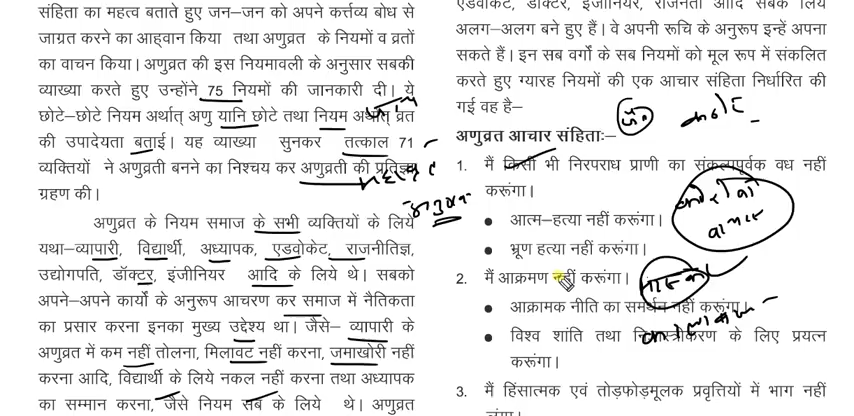 संहिता का महत्व बताते हुए जन–जन को अपने कर्त्तव्य बोध से
जाग्रत करने का आह्वान किया तथा अणुव्रत के नियमों व व्रतों
का वाचन किया। अणुव्रत की इस नियमावली के अनुसार सबकी
व्याख्या करते हुए उन्होंने 75 नियमों की जानकारी दी। ये
छोटे–छोटे नियम अर्थात् अणु यानि छोटे तथा नियम अर्थात् व्रत
की उपादेयता बताई। यह व्याख्या सुनकर तत्काल 71
व्यक्तियों ने अणुव्रती बनने का निश्चय कर अणुव्रती की प्रतिज्ञा
ग्रहण की।
अणुव्रत के नियम समाज के सभी व्यक्तियों के लिये
यथा–व्यापारी, विद्यार्थी, अध्यापक, एडवोकेट, राजनीतिज्ञ,
उद्योगपति, डॉक्टर, इंजीनियर आदि के लिये थे। सबको
अपने–अपने कार्यों के अनुरूप आचरण कर समाज में नैतिकता
का प्रसार करना इनका मुख्य उद्देश्य था। जैसे– व्यापारी के
अणुव्रत में कम नहीं तोलना, मिलावट नहीं करना, जमाखोरी नहीं
करना आदि, विद्यार्थी के लिये नकल नहीं करना तथा अध्यापक
का सम्मान करना, जैसे नियम सब के लिये थे। अणुव्रत
एडवोकेट, डॉक्टर, इंजीनियर, राजनेता आदि सबके लिये
अलग–अलग बने हुए हैं। वे अपनी रूचि के अनुरूप इन्हें अपना
सकते हैं। इन सब वर्गों के सब नियमों को मूल रूप में संकलित
करते हुए ग्यारह नियमों की एक आचार संहिता निर्धारित की
गई वह है–
अणुव्रत आचार संहिताः–
1. मैं किसी भी निरपराध प्राणी का संकल्पपूर्वक वध नहीं
करूंगा।
● आत्म–हत्या नहीं करूंगा।
● भ्रूण हत्या नहीं करूंगा।
2. मैं आक्रमण नहीं करूंगा।
● आक्रामक नीति का समर्थन नहीं करूंगा।
● विश्व शांति तथा निःशस्त्रीकरण के लिए प्रयत्न
करूंगा।
3. मैं हिंसात्मक एवं तोड़फोड़मूलक प्रवृत्तियों में भाग नहीं
लूंगा।